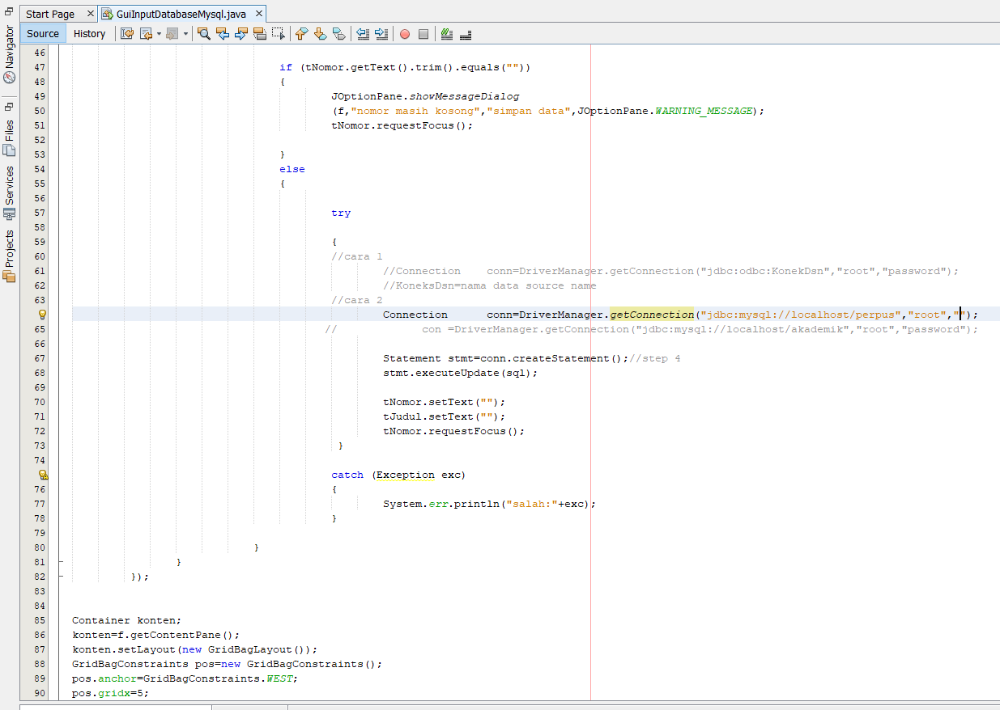 Start Page
GuiInputDatabaseMysql.java
Source
History
Navigator
Files
Services
Projects
46
47 if (tNomor.getText().trim().equals(""))
48 {
49 JOptionPane.showMessageDialog
50 (f,"nomor masih kosong","simpan data",JOptionPane.WARNING_MESSAGE);
51 tNomor.requestFocus();
52
53 }
54 else
55 {
56
57 try
58
59 {
60 //cara 1
61 //Connection conn=DriverManager.getConnection("jdbc:odbc:KonekDsn","root","password");
62 //KoneksDsn=nama data source name
63 //cara 2
Connection conn=DriverManager.getConnection("jdbc:mysql://localhost/perpus","root","");
65 // con =DriverManager.getConnection("jdbc:mysql://localhost/akademik","root","password");
66
67 Statement stmt=conn.createStatement();//step 4
68 stmt.executeUpdate(sql);
69
70 tNomor.setText("");
71 tJudul.setText("");
72 tNomor.requestFocus();
73 }
74
catch (Exception exc)
76 {
77 System.err.println("salah:"+exc);
78 }
79
80 }
81 }
82 });
83
84
85 Container konten;
86 konten=f.getContentPane();
87 konten.setLayout(new GridBagLayout());
88 GridBagConstraints pos=new GridBagConstraints();
89 pos.anchor=GridBagConstraints.WEST;
90 pos.gridx=5;